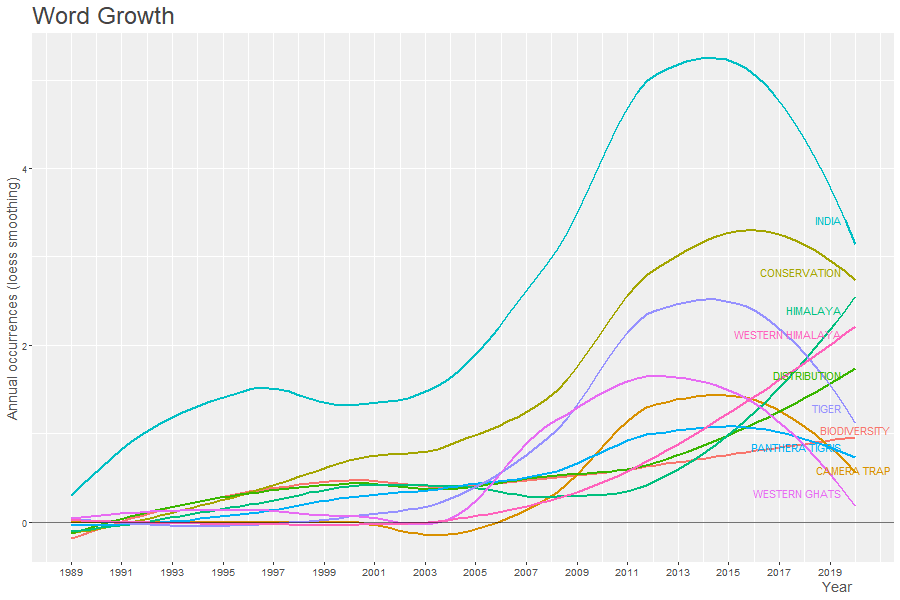 Word Growth
Annual occurrences (loess smoothing)
4
2
0
INDIA
CONSERVATION
HIMALAYA
WESTERN HIMALAYA
DISTRIBUTION
TIGER
BIODIVERSITY
PANTHERA TIGRIS
CAMERA TRAP
WESTERN GHATS
1989 1991 1993 1995 1997 1999 2001 2003 2005 2007 2009 2011 2013 2015 2017 2019
Year